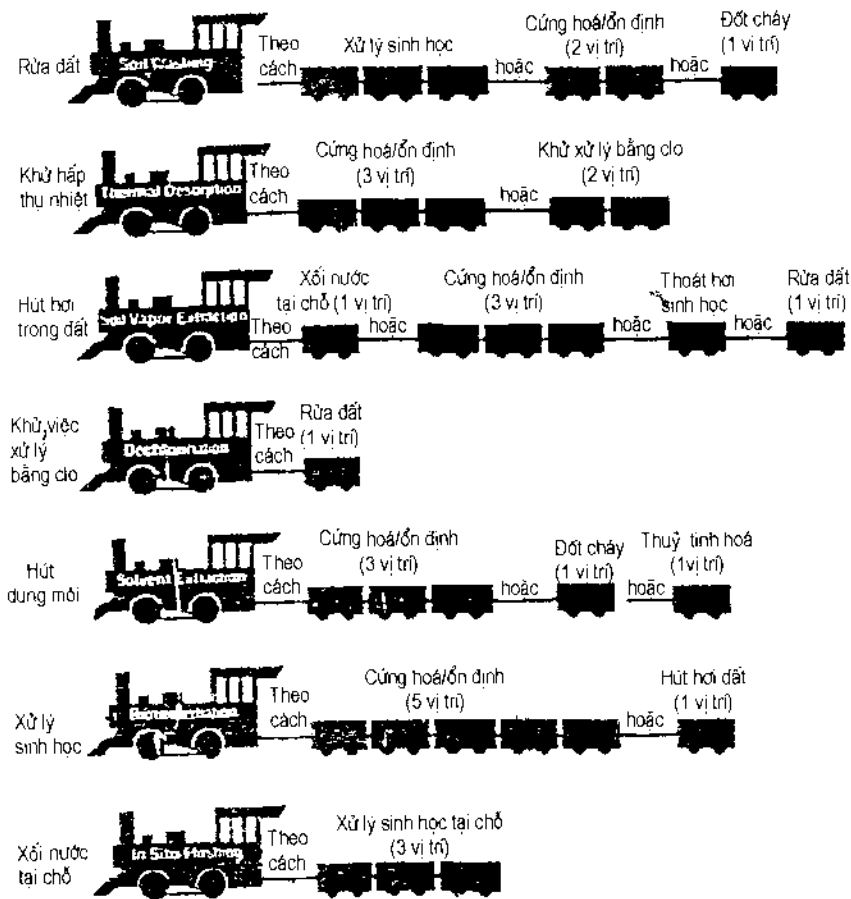 Rửa đất
Soil Washing
Theo
cách
Xử lý sinh học
hoặc
Cứng hoá/ổn định
(2 vị trí)
hoặc
Đốt cháy
(1 vị trí)
Khử hấp
thụ nhiệt
Thermal Desorption
Theo
cách
Cứng hoá/ổn định
(3 vị trí)
hoặc
Khử xử lý bằng clo
(2 vị trí)
Hút hơi
trong đất
Soil Vapor Extraction
Theo
cách
Xối nước
tại chỗ (1 vị trí)
hoặc
Cứng hoá/ổn định
(3 vị trí)
hoặc
Thoát hơi
sinh học
hoặc
Rửa đất
(1 vị trí)
Khử việc
xử lý
bằng clo
Theo
cách
Rửa đất
(1 vị trí)
Hút
dung môi
Solvent Extraction
Theo
cách
Cứng hoá/ổn định
(3 vị trí)
hoặc
Đốt cháy
(1 vị trí)
hoặc
Thuỷ tinh hoá
(1vị trí)
Xử lý
sinh học
Theo
cách
Cứng hoá/ổn định
(5 vị trí)
hoặc
Hút hơi đất
(1 vị trí)
Xối nước
tại chỗ
In Situ Flushing
Theo
cách
Xử lý sinh học tại chỗ
(3 vị trí)